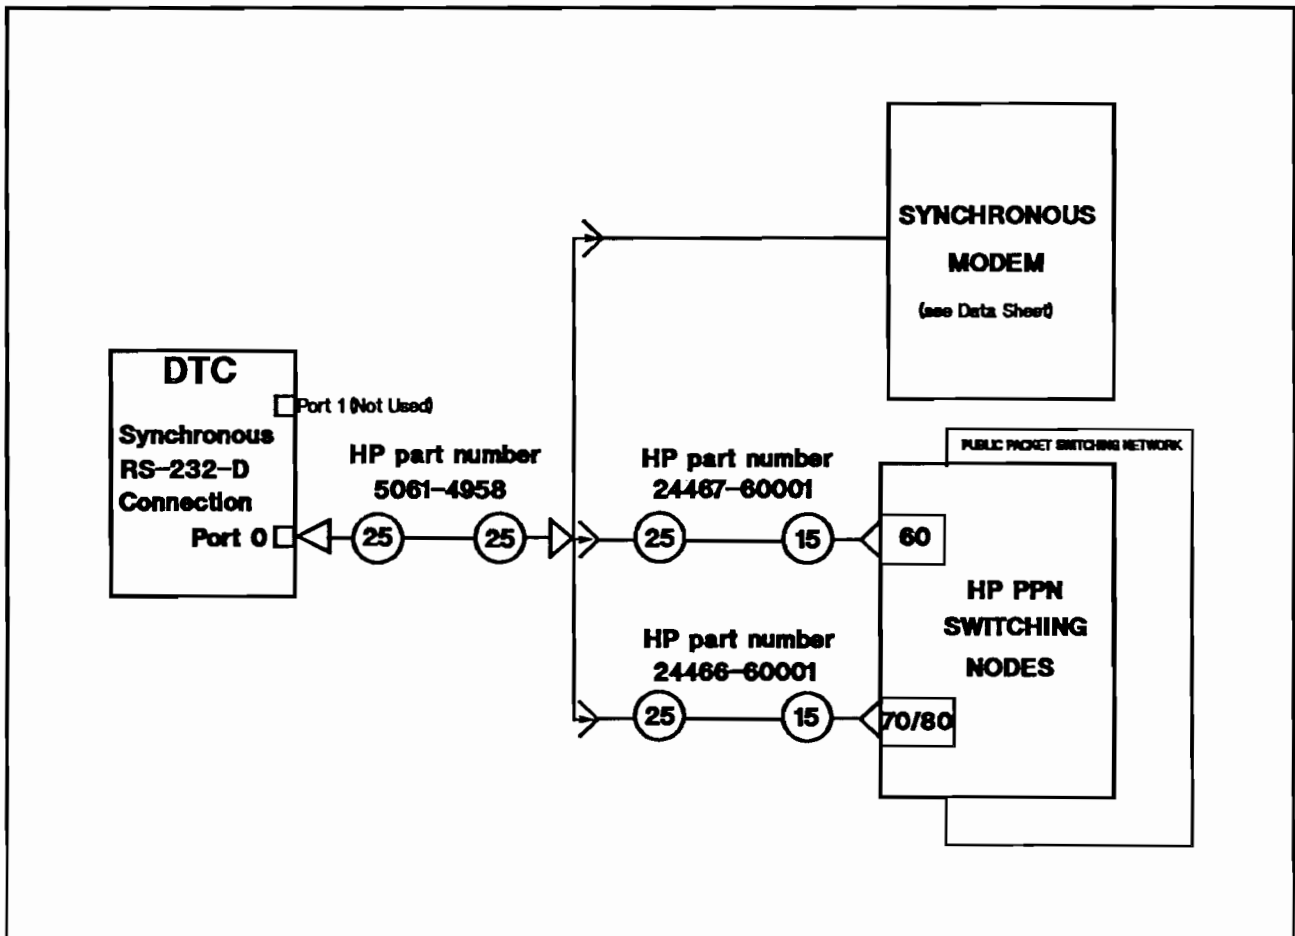 SYNCHRONOUS
MODEM
(see Data Sheet)
DTC
Port 1 (Not Used)
Synchronous
RS-232-D
Connection
Port 0
HP part number
5061-4958
25
25
HP part number
24467-60001
25
15
60
PUBLIC PACKET SWITCHING NETWORK
HP PPN
SWITCHING
NODES
HP part number
24466-60001
25
15
70/80